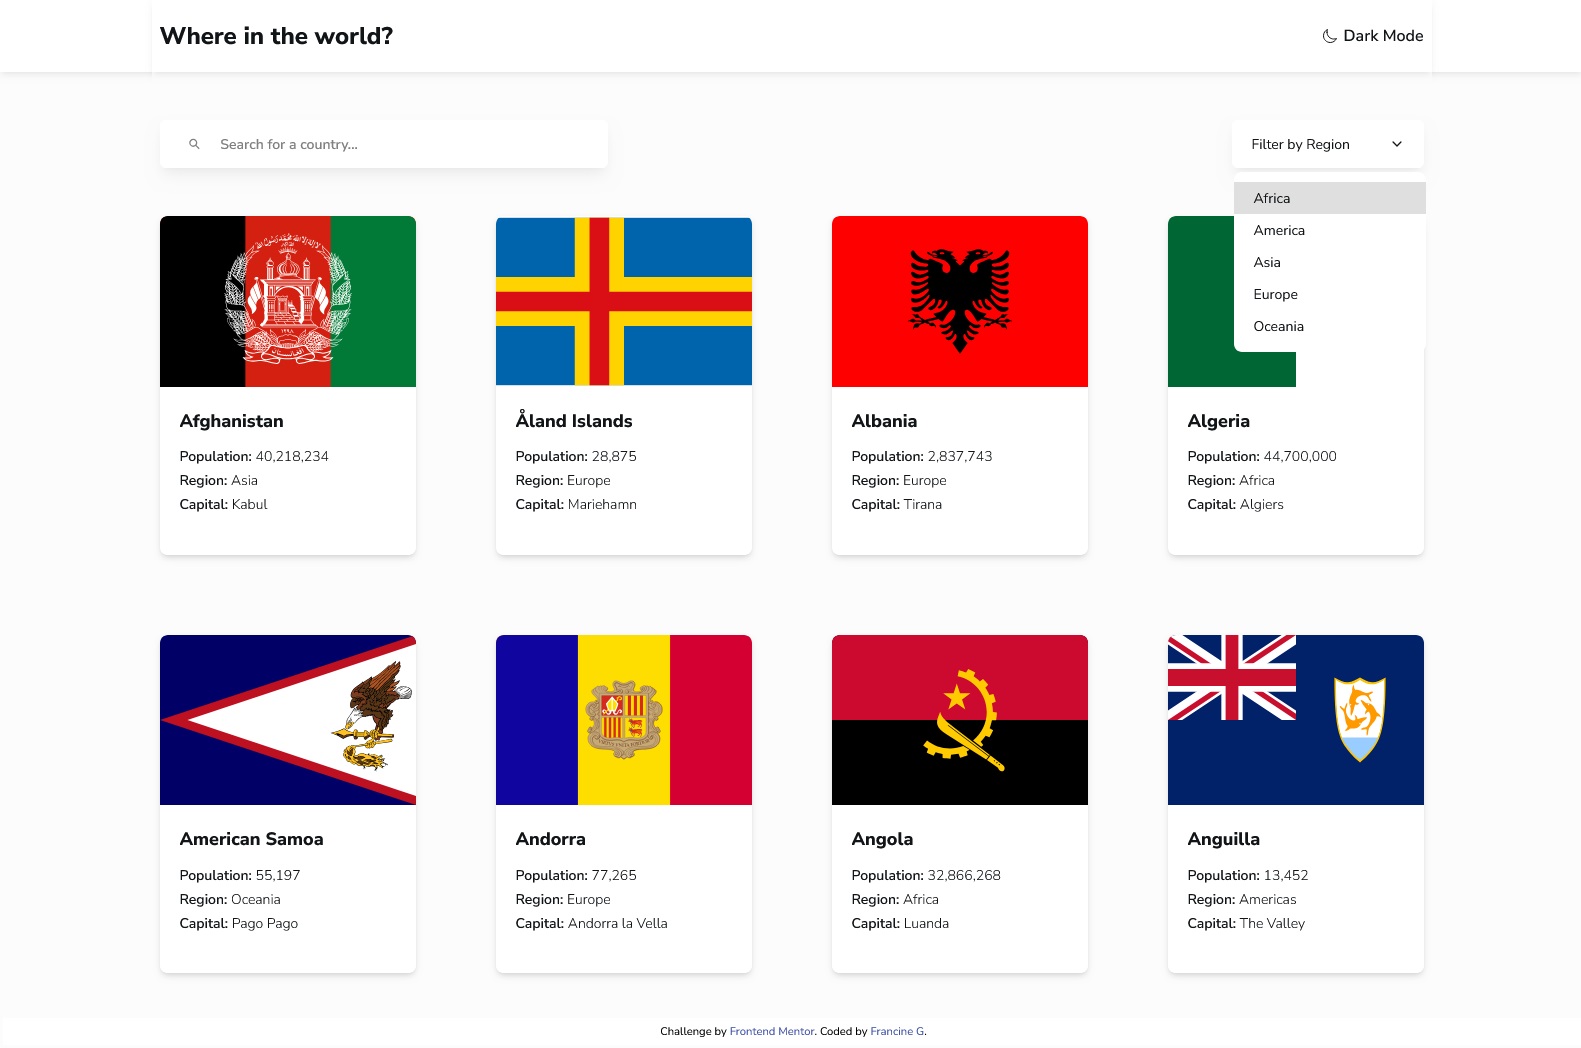 Where in the world?
Dark Mode
Search for a country...
Filter by Region
Africa
America
Asia
Europe
Oceania
Afghanistan
Population: 40,218,234
Region: Asia
Capital: Kabul
Åland Islands
Population: 28,875
Region: Europe
Capital: Mariehamn
Albania
Population: 2,837,743
Region: Europe
Capital: Tirana
Algeria
Population: 44,700,000
Region: Africa
Capital: Algiers
American Samoa
Population: 55,197
Region: Oceania
Capital: Pago Pago
Andorra
Population: 77,265
Region: Europe
Capital: Andorra la Vella
Angola
Population: 32,866,268
Region: Africa
Capital: Luanda
Anguilla
Population: 13,452
Region: Americas
Capital: The Valley
Challenge by Frontend Mentor. Coded by Francine G.